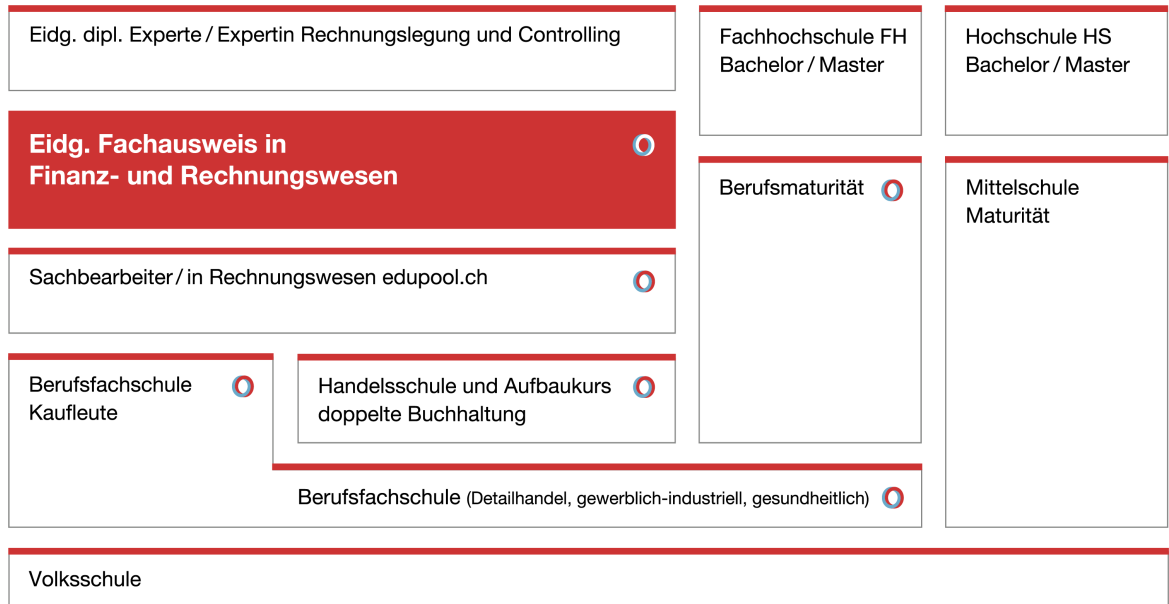 Eidg. dipl. Experte / Expertin Rechnungslegung und Controlling
Fachhochschule FH
Bachelor / Master
Hochschule HS
Bachelor / Master
Eidg. Fachausweis in
Finanz- und Rechnungswesen
Berufsmaturität
Mittelschule
Maturität
Sachbearbeiter / in Rechnungswesen edupool.ch
Berufsfachschule
Kaufleute
Handelsschule und Aufbaukurs
doppelte Buchhaltung
Berufsfachschule (Detailhandel, gewerblich-industriell, gesundheitlich)
Volksschule